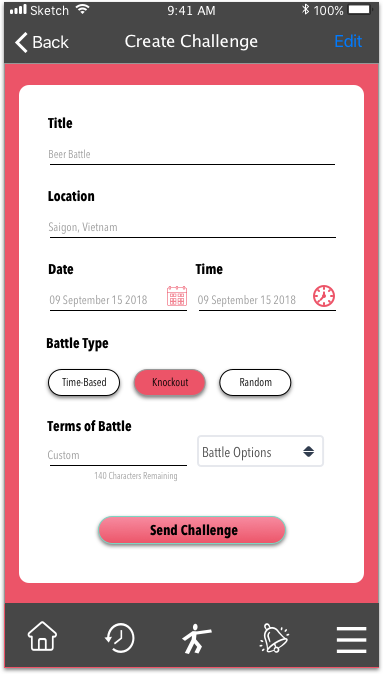 Sketch 9:41 AM 100%
Back Create Challenge Edit
Title
Beer Battle
Location
Saigon, Vietnam
Date Time
09 September 15 2018 09 September 15 2018
Battle Type
Time-Based Knockout Random
Terms of Battle
Custom Battle Options
140 Characters Remaining
Send Challenge